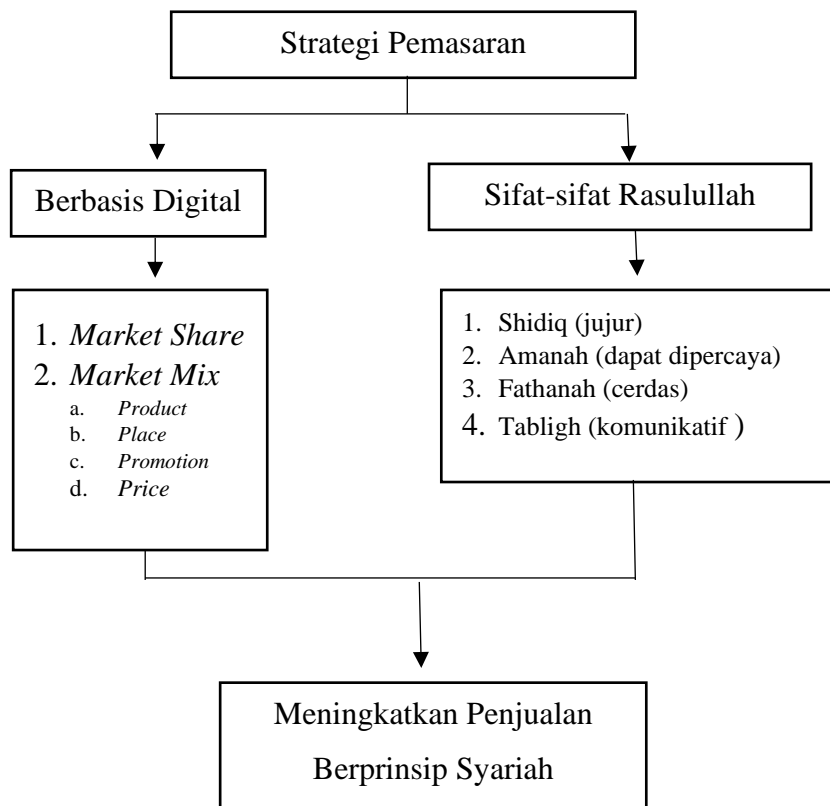 Strategi Pemasaran
Berbasis Digital
Sifat-sifat Rasulullah
1. Market Share
2. Market Mix
a. Product
b. Place
c. Promotion
d. Price
1. Shidiq (jujur)
2. Amanah (dapat dipercaya)
3. Fathanah (cerdas)
4. Tabligh (komunikatif )
Meningkatkan Penjualan
Berprinsip Syariah